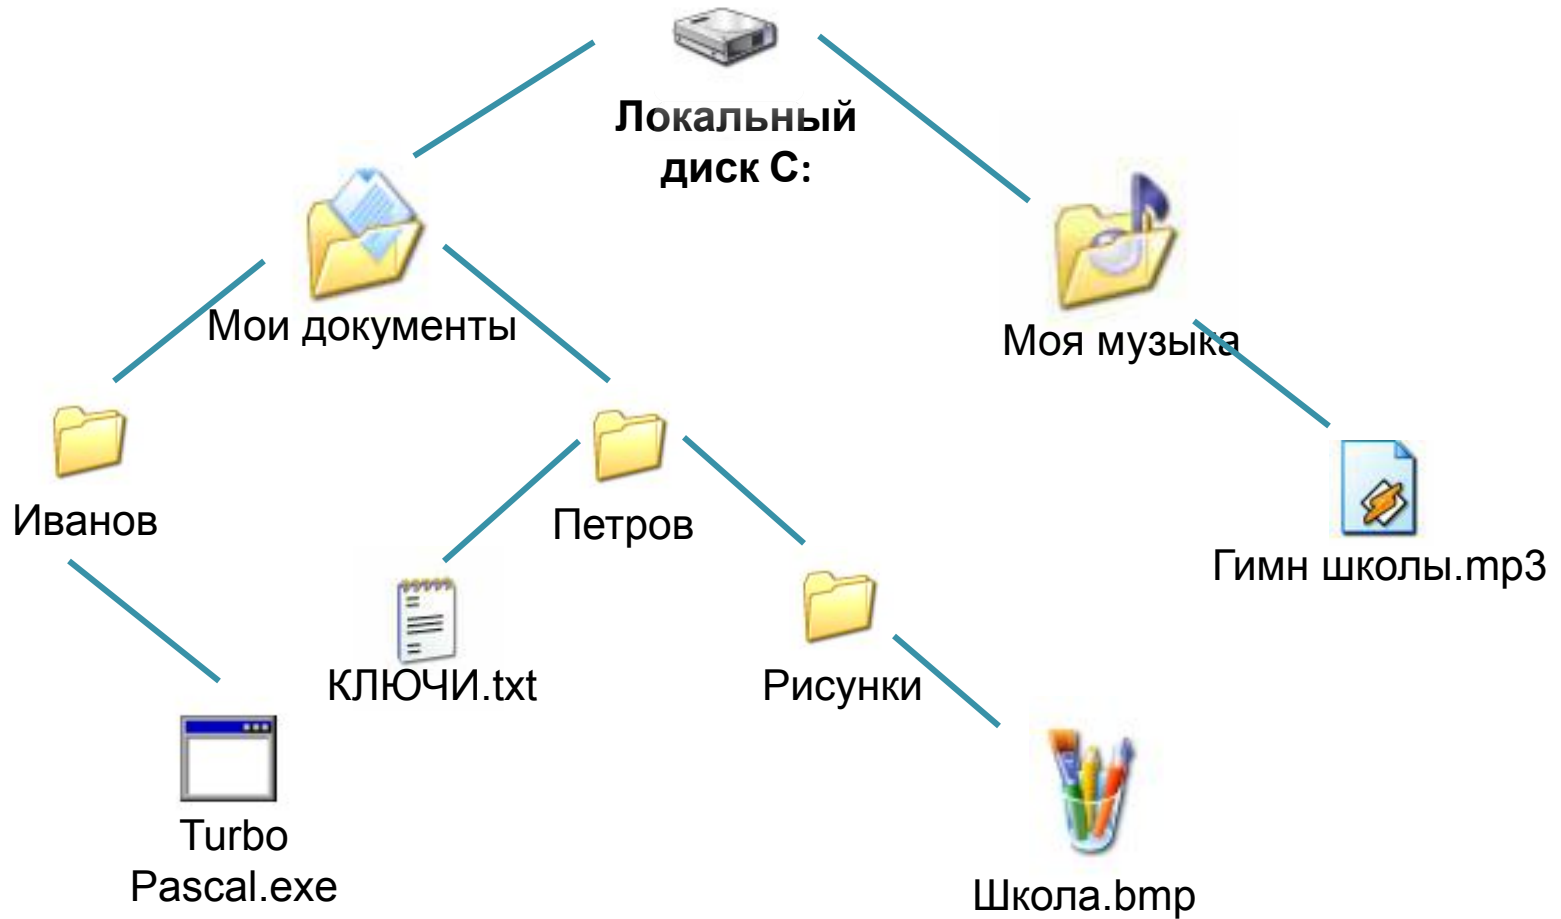 Локальный
диск C:
Мои документы
Моя музыка
Иванов
Петров
Гимн школы.mp3
КЛЮЧИ.txt
Рисунки
Turbo
Pascal.exe
Школа.bmp